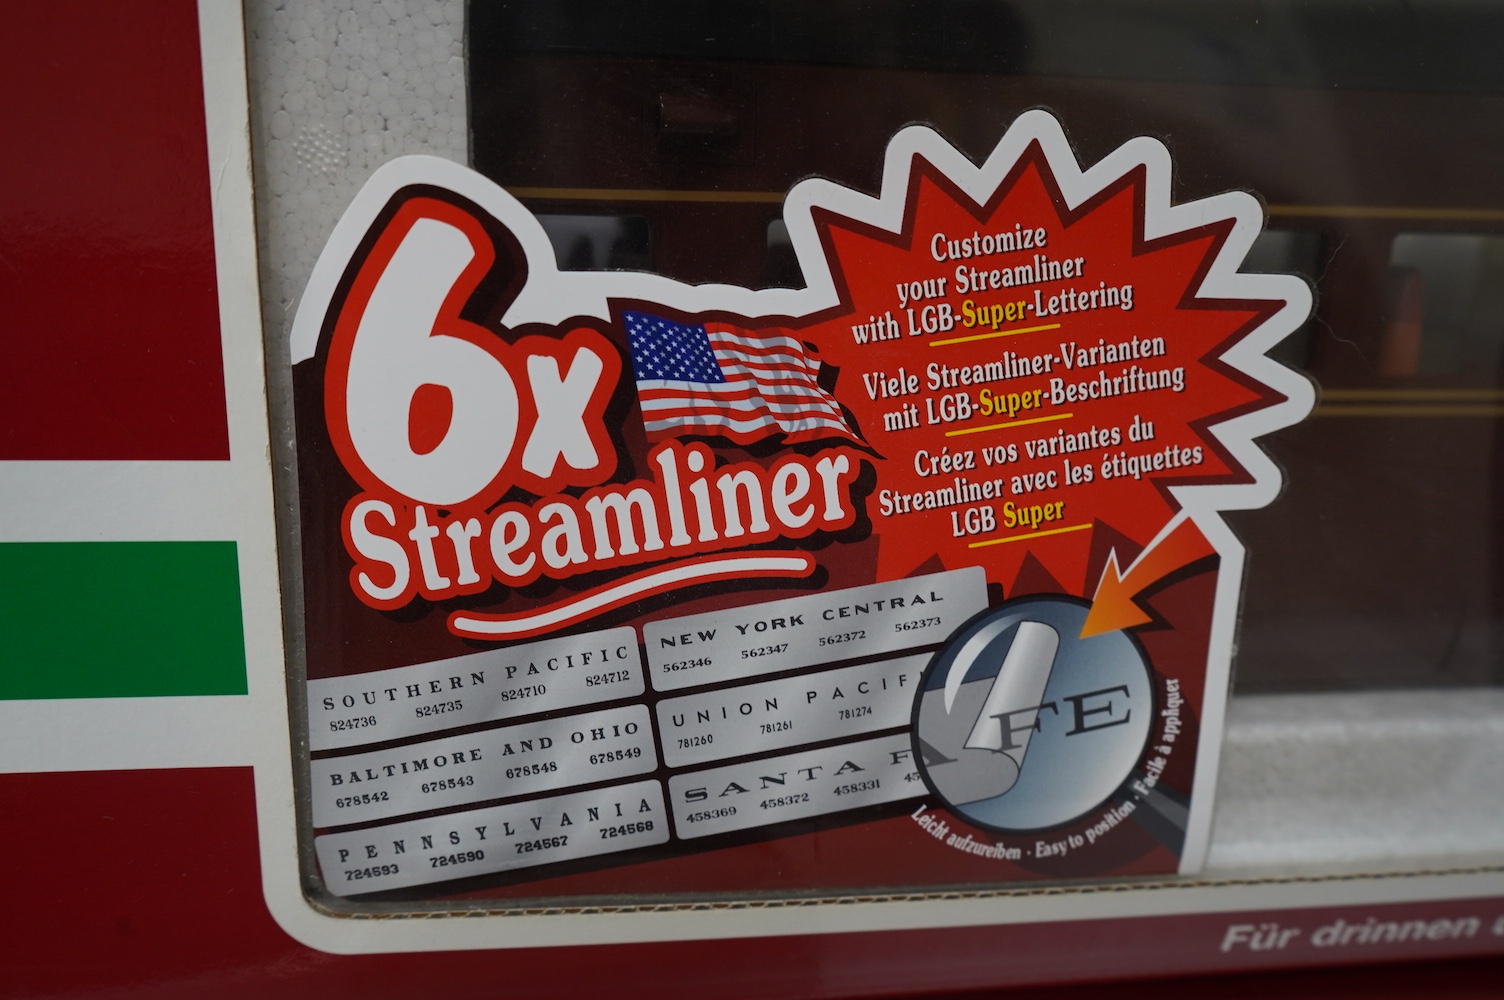 6x
Streamliner
Customize
your Streamliner
with LGB-Super-Lettering
Viele Streamliner-Varianten
mit LGB-Super-Beschriftung
Créez vos variantes du
Streamliner avec les étiquettes
LGB Super
SOUTHERN PACIFIC
824736 824735 824710 824712
BALTIMORE AND OHIO
678542 678543 678548 678549
PENNSYLVANIA
724593 724590 724567 724568
NEW YORK CENTRAL
562346 562347 562372 562373
UNION PACIF
781260 781261 781274
SANTA FA
458369 458372 458331 45
FE
Leicht aufzureiben · Easy to position · Facile à appliquer
Für drinnen